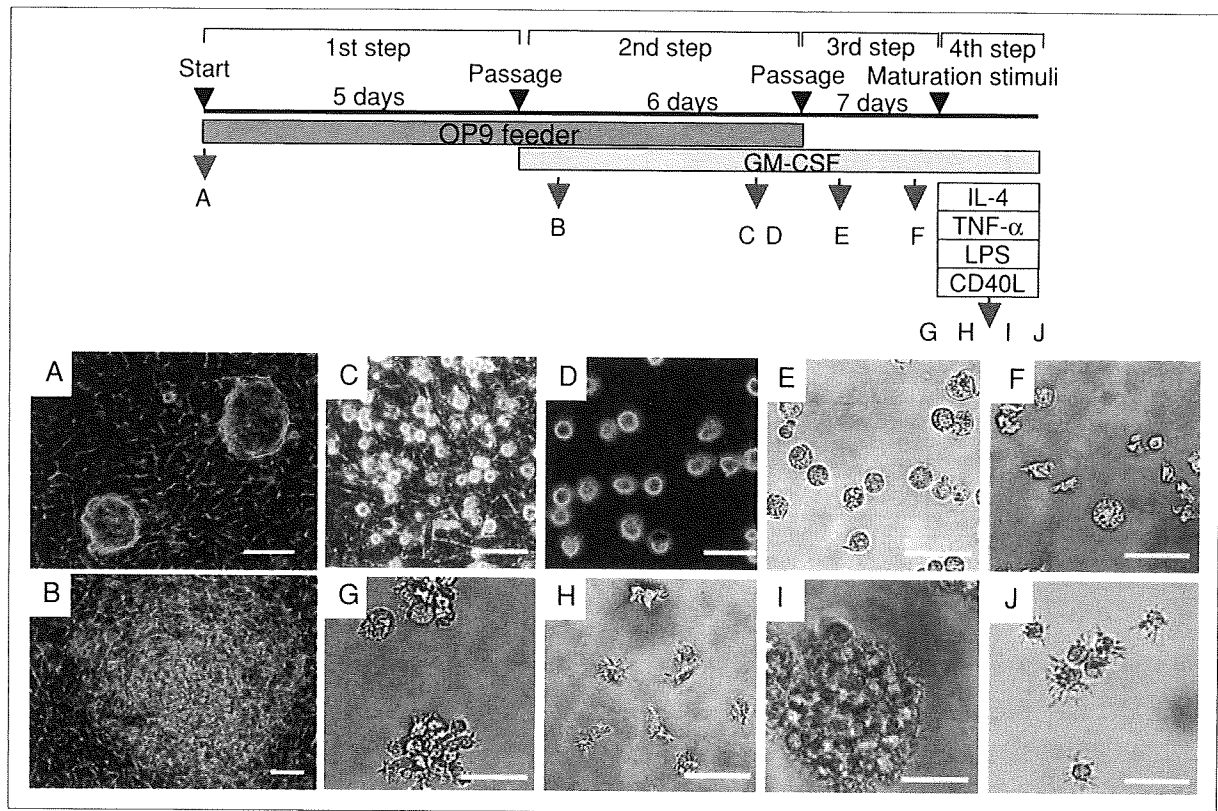 1st step 2nd step 3rd step 4th step
Start Passage Passage Maturation stimuli
5 days 6 days 7 days
OP9 feeder
GM-CSF
A B C D E F
IL-4
TNF-α
LPS
CD40L
G H I J
A C D E F
B G H I J